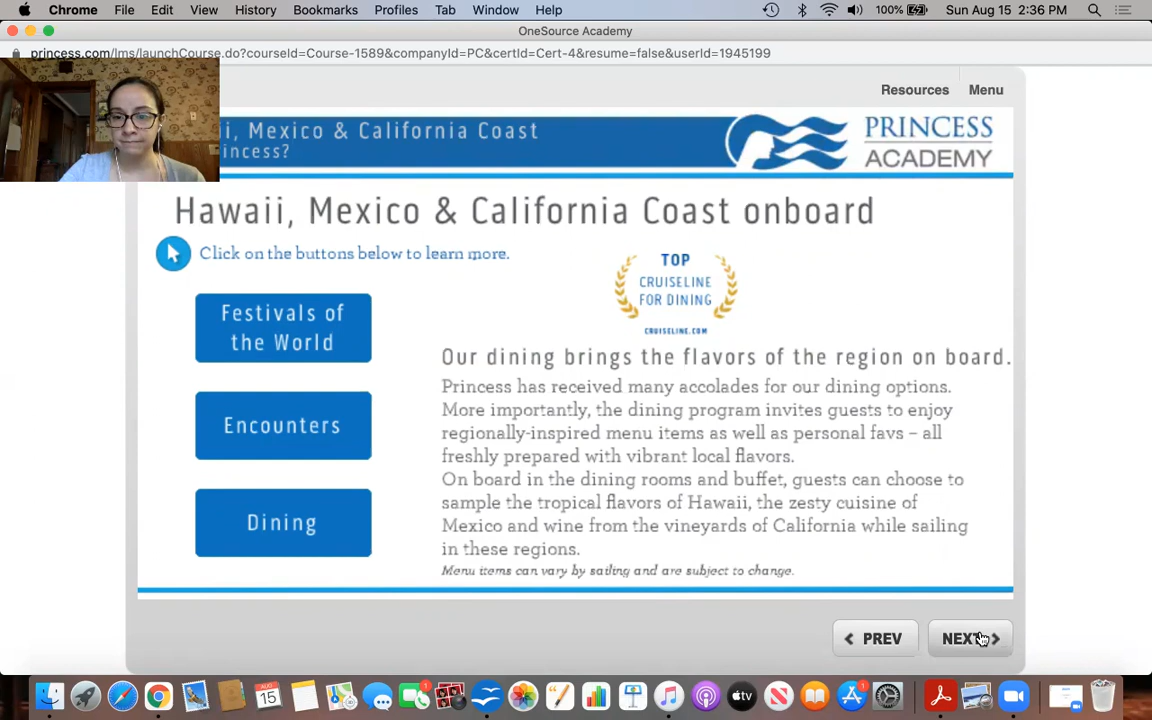 Chrome File Edit View History Bookmarks Profiles Tab Window Help 100% Sun Aug 15 2:36 PM
OneSource Academy
princess.com/lms/launchCourse.do?courseId=Course-1589&companyId=PC&certId=Cert-4&resume=false&userId=1945199
Resources Menu
Mexico & California Coast
PRINCESS
ACADEMY
Hawaii, Mexico & California Coast onboard
Click on the buttons below to learn more.
TOP
CRUISELINE
FOR DINING
CRUISELINE.COM
Festivals of
the World
Encounters
Dining
Our dining brings the flavors of the region on board.
Princess has received many accolades for our dining options.
More importantly, the dining program invites guests to enjoy
regionally-inspired menu items as well as personal favs – all
freshly prepared with vibrant local flavors.
On board in the dining rooms and buffet, guests can choose to
sample the tropical flavors of Hawaii, the zesty cuisine of
Mexico and wine from the vineyards of California while sailing
in these regions.
Menu items can vary by sailing and are subject to change.
PREV
NEXT
AUG
15
1
tv